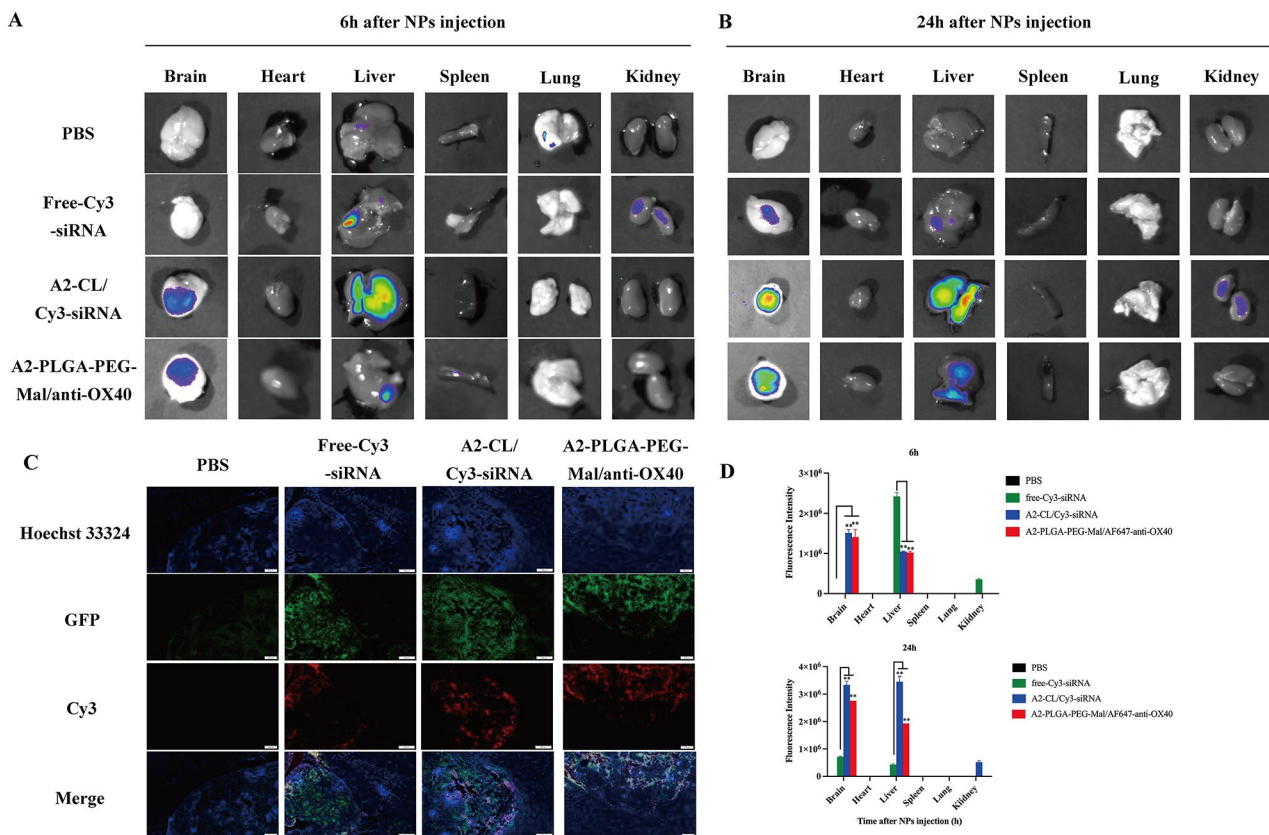 A
6h after NPs injection
Brain Heart Liver Spleen Lung Kidney
PBS
Free-Cy3
-siRNA
A2-CL/
Cy3-siRNA
A2-PLGA-PEG-
Mal/anti-OX40
B
24h after NPs injection
Brain Heart Liver Spleen Lung Kidney
C
PBS
Free-Cy3
-siRNA
A2-CL/
Cy3-siRNA
A2-PLGA-PEG-
Mal/anti-OX40
Hoechst 33324
GFP
Cy3
Merge
D
6h
Fluorescence Intensity
3×10⁶
2×10⁶
1×10⁶
0
** **
** **
Brain Heart Liver Spleen Lung Kiidney
PBS
free-Cy3-siRNA
A2-CL/Cy3-siRNA
A2-PLGA-PEG-Mal/AF647-anti-OX40
24h
Fluorescence Intensity
4×10⁶
3×10⁶
2×10⁶
1×10⁶
0
** **
** **
Brain Heart Liver Spleen Lung Kiidney
Time after NPs injection (h)
PBS
free-Cy3-siRNA
A2-CL/Cy3-siRNA
A2-PLGA-PEG-Mal/AF647-anti-OX40